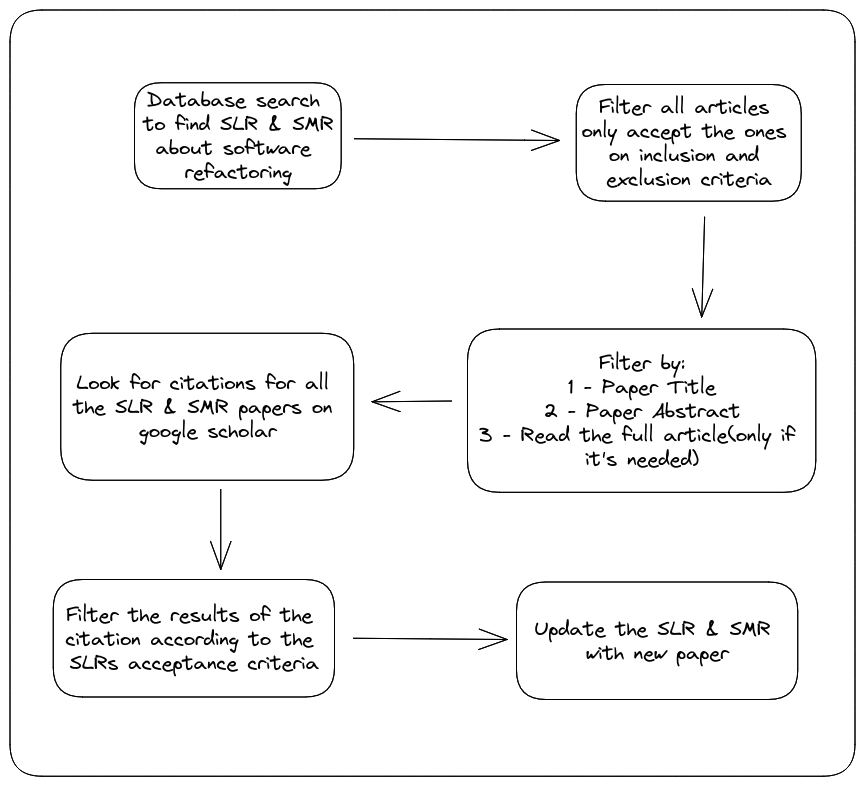 Database search
to find SLR & SMR
about software
refactoring
Filter all articles
only accept the ones
on inclusion and
exclusion criteria
Filter by:
1 - Paper Title
2 - Paper Abstract
3 - Read the full article(only if
it's needed)
Look for citations for all
the SLR & SMR papers on
google scholar
Filter the results of the
citation according to the
SLRs acceptance criteria
Update the SLR & SMR
with new paper